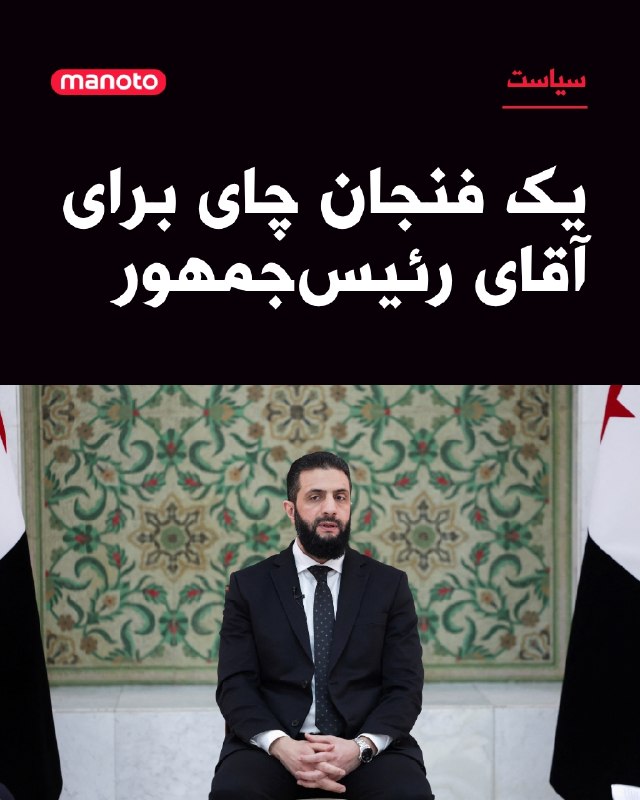 manoto
سیاست
یک فنجان چای برای
آقای رئیس‌جمهور